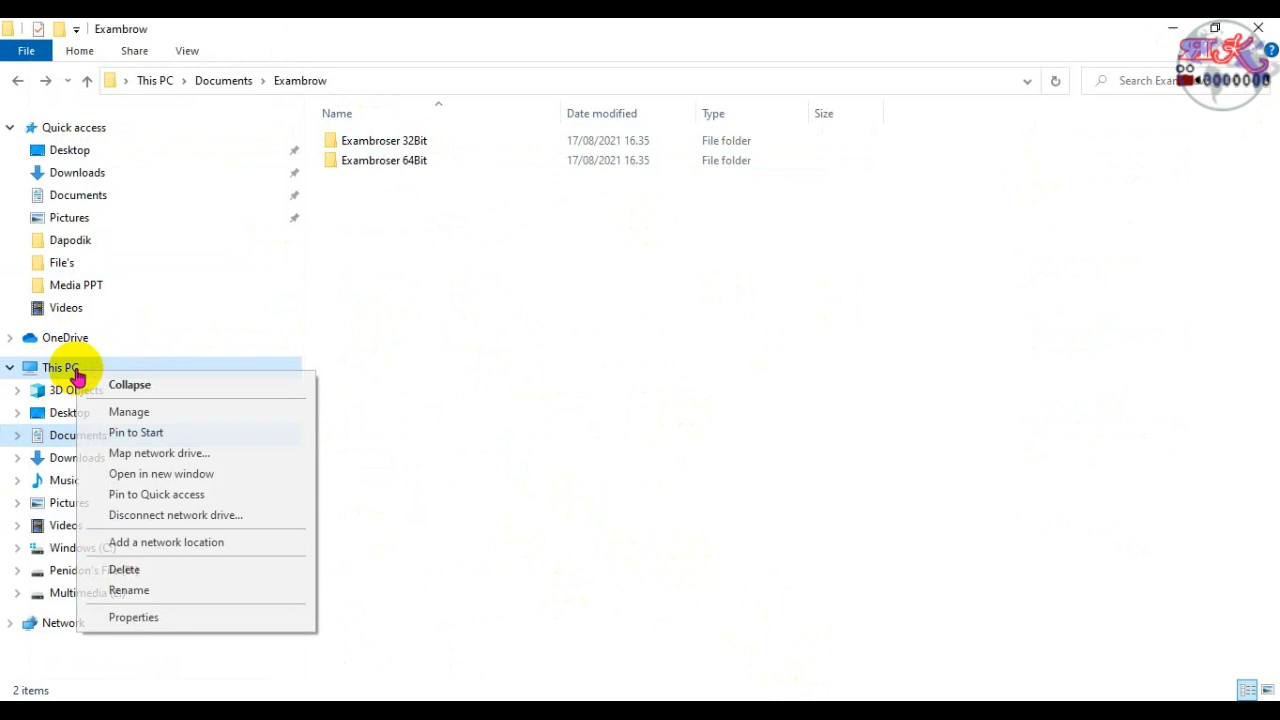 Exambrow
File Home Share View
This PC Documents Exambrow
Search
Name Date modified Type Size
Exambroser 32Bit 17/08/2021 16.35 File folder
Exambroser 64Bit 17/08/2021 16.35 File folder
Quick access
Desktop
Downloads
Documents
Pictures
Dapodik
File's
Media PPT
Videos
OneDrive
This PC
3D Objects
Desktop
Documents
Downloads
Music
Pictures
Videos
Windows (C:)
Penidon's File
Multimedia
Network
Collapse
Manage
Pin to Start
Map network drive...
Open in new window
Pin to Quick access
Disconnect network drive...
Add a network location
Delete
Rename
Properties
2 items